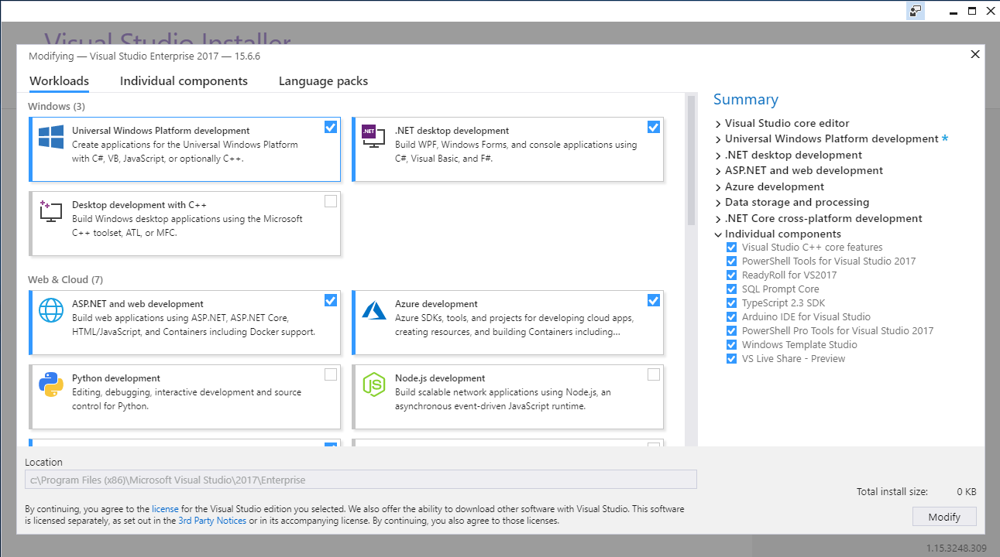 Visual Studio Installer
Modifying — Visual Studio Enterprise 2017 — 15.6.6
Workloads
Individual components
Language packs
Windows (3)
Universal Windows Platform development
Create applications for the Universal Windows Platform
with C#, VB, JavaScript, or optionally C++.
.NET
.NET desktop development
Build WPF, Windows Forms, and console applications using
C#, Visual Basic, and F#.
Desktop development with C++
Build Windows desktop applications using the Microsoft
C++ toolset, ATL, or MFC.
Web & Cloud (7)
ASP.NET and web development
Build web applications using ASP.NET, ASP.NET Core,
HTML/JavaScript, and Containers including Docker support.
Azure development
Azure SDKs, tools, and projects for developing cloud apps,
creating resources, and building Containers including...
Python development
Editing, debugging, interactive development and source
control for Python.
JS
Node.js development
Build scalable network applications using Node.js, an
asynchronous event-driven JavaScript runtime.
Summary
Visual Studio core editor
Universal Windows Platform development *
.NET desktop development
ASP.NET and web development
Azure development
Data storage and processing
.NET Core cross-platform development
Individual components
Visual Studio C++ core features
PowerShell Tools for Visual Studio 2017
ReadyRoll for VS2017
SQL Prompt Core
TypeScript 2.3 SDK
Arduino IDE for Visual Studio
PowerShell Pro Tools for Visual Studio 2017
Windows Template Studio
VS Live Share - Preview
Location
c:\Program Files (x86)\Microsoft Visual Studio\2017\Enterprise
By continuing, you agree to the license for the Visual Studio edition you selected. We also offer the ability to download other software with Visual Studio. This software
is licensed separately, as set out in the 3rd Party Notices or in its accompanying license. By continuing, you also agree to those licenses.
Total install size: 0 KB
Modify
1.15.3248.309